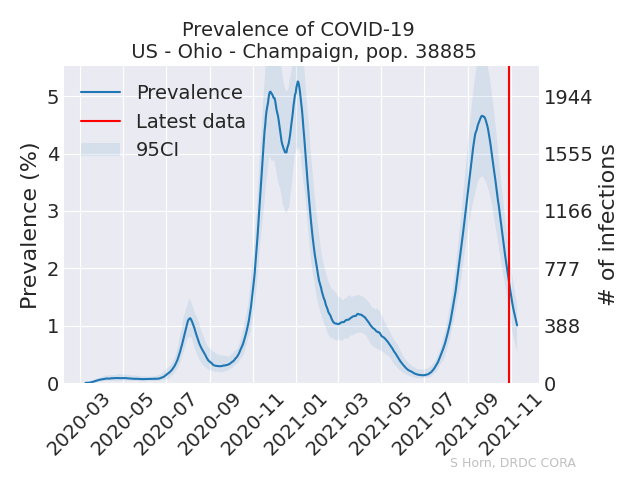 Prevalence of COVID-19
US - Ohio - Champaign, pop. 38885
Prevalence
Latest data
95CI
Prevalence (%)
5
4
3
2
1
0
1944
1555
1166
777
388
0
# of infections
2020-03
2020-05
2020-07
2020-09
2020-11
2021-01
2021-03
2021-05
2021-07
2021-09
2021-11
S Horn, DRDC CORA